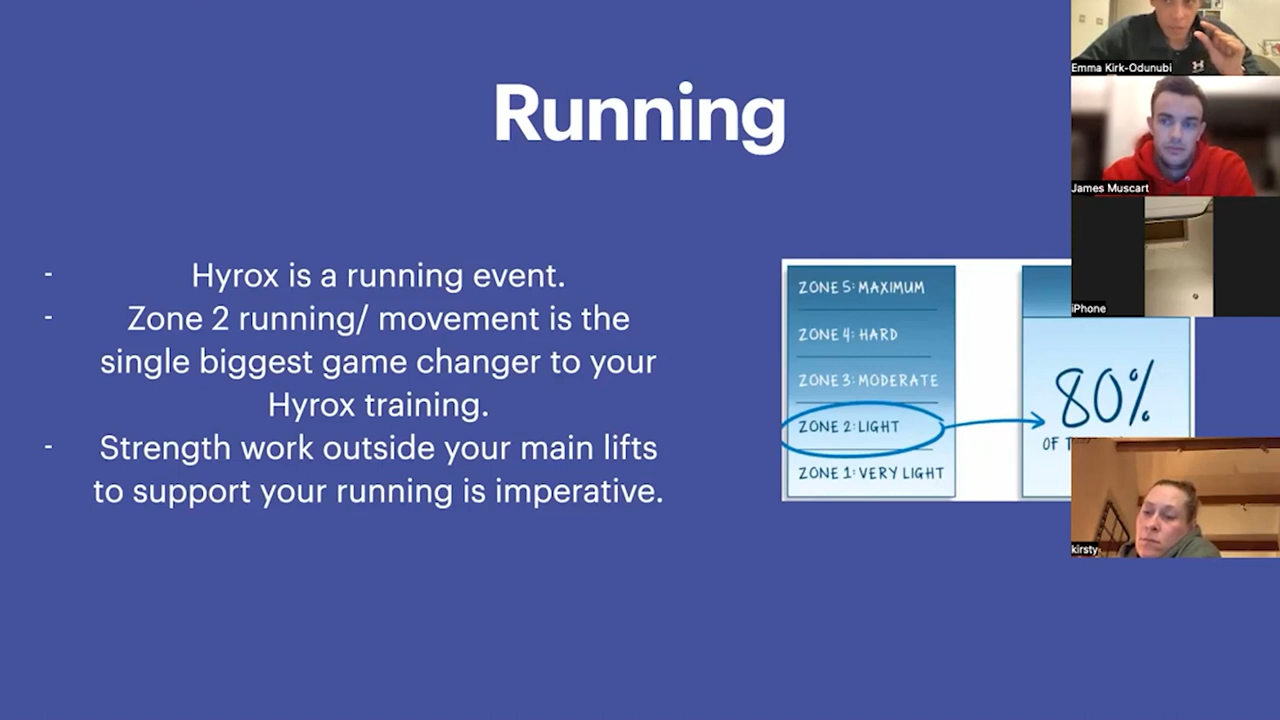 Running
- Hyrox is a running event.
- Zone 2 running/ movement is the
single biggest game changer to your
Hyrox training.
- Strength work outside your main lifts
to support your running is imperative.
ZONE 5: MAXIMUM
ZONE 4: HARD
ZONE 3: MODERATE
ZONE 2: LIGHT
ZONE 1: VERY LIGHT
80%
OF
Emma Kirk-Odunubi
James Muscart
iPhone
kirsty